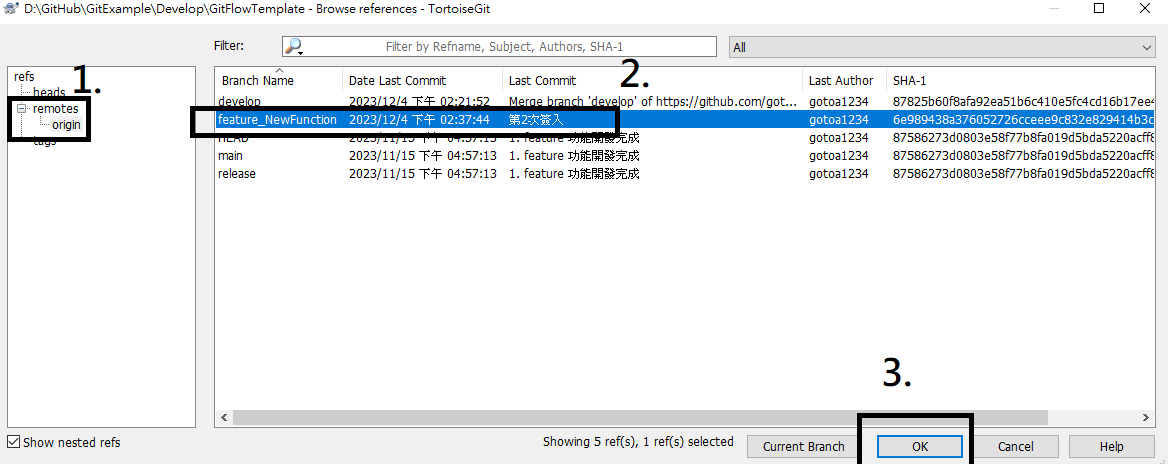 D:\GitHub\GitExample\Develop\GitFlowTemplate - Browse references - TortoiseGit
Filter: Filter by Refname, Subject, Authors, SHA-1 All
1.
2.
refs
heads
remotes
origin
tags
Branch Name Date Last Commit Last Commit Last Author SHA-1
develop 2023/12/4 下午 02:21:52 Merge branch 'develop' of https://github.com/got... gotoa1234 87825b60f8afa92ea51b6c410e5fc4cd16b17ee4
feature_NewFunction 2023/12/4 下午 02:37:44 第2次簽入 gotoa1234 6e989438a376052726cceee9c832e829414b3c
HEAD 2023/11/15 下午 04:57:13 1. feature 功能開發完成 gotoa1234 87586273d0803e58f77b8fa019d5bda5220acff8
main 2023/11/15 下午 04:57:13 1. feature 功能開發完成 gotoa1234 87586273d0803e58f77b8fa019d5bda5220acff8
release 2023/11/15 下午 04:57:13 1. feature 功能開發完成 gotoa1234 87586273d0803e58f77b8fa019d5bda5220acff8
3.
Show nested refs Showing 5 ref(s), 1 ref(s) selected Current Branch OK Cancel Help